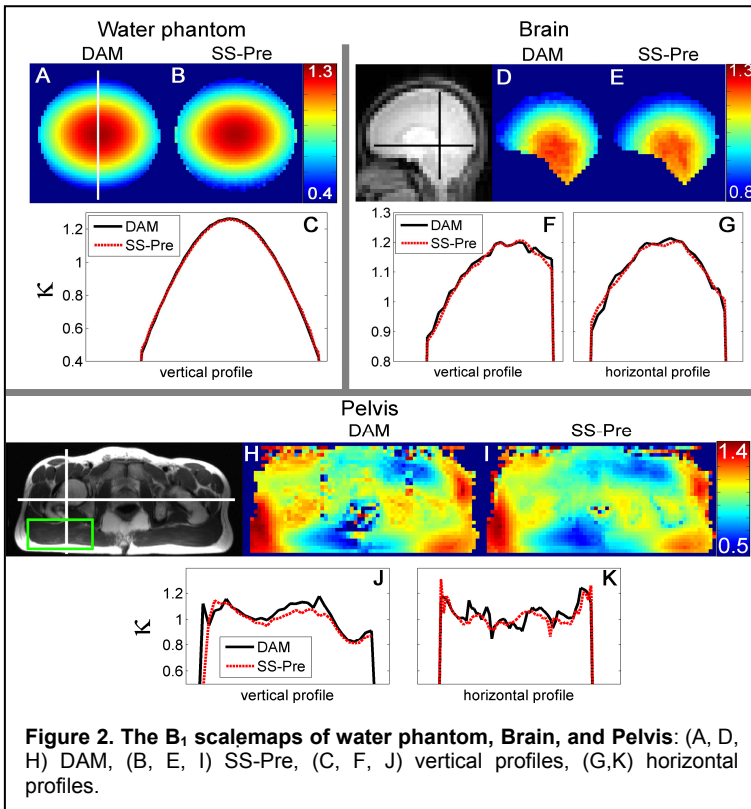 Water phantom
DAM
SS-Pre
A
B
1.3
0.4
Brain
DAM
SS-Pre
D
E
1.3
0.8
1.2
1
0.8
0.6
0.4
κ
DAM
SS-Pre
C
vertical profile
1.3
1.2
1.1
1
0.9
0.8
DAM
SS-Pre
F
vertical profile
G
horizontal profile
Pelvis
DAM
SS-Pre
H
I
1.4
0.5
1.2
1
0.8
0.6
κ
DAM
SS-Pre
J
vertical profile
K
horizontal profile
Figure 2. The B₁ scalemaps of water phantom, Brain, and Pelvis: (A, D,
H) DAM, (B, E, I) SS-Pre, (C, F, J) vertical profiles, (G,K) horizontal
profiles.